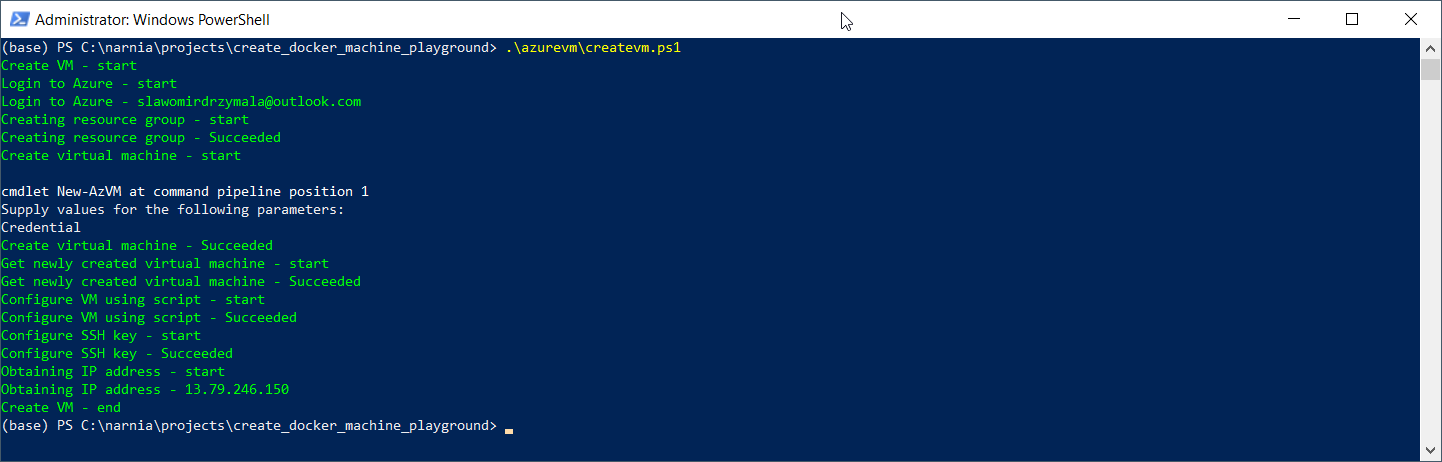 Administrator: Windows PowerShell
(base) PS C:\narnia\projects\create_docker_machine_playground> .\azurevm\createvm.ps1
Create VM - start
Login to Azure - start
Login to Azure - slawomirdrzymala@outlook.com
Creating resource group - start
Creating resource group - Succeeded
Create virtual machine - start
cmdlet New-AzVM at command pipeline position 1
Supply values for the following parameters:
Credential
Create virtual machine - Succeeded
Get newly created virtual machine - start
Get newly created virtual machine - Succeeded
Configure VM using script - start
Configure VM using script - Succeeded
Configure SSH key - start
Configure SSH key - Succeeded
Obtaining IP address - start
Obtaining IP address - 13.79.246.150
Create VM - end
(base) PS C:\narnia\projects\create_docker_machine_playground>